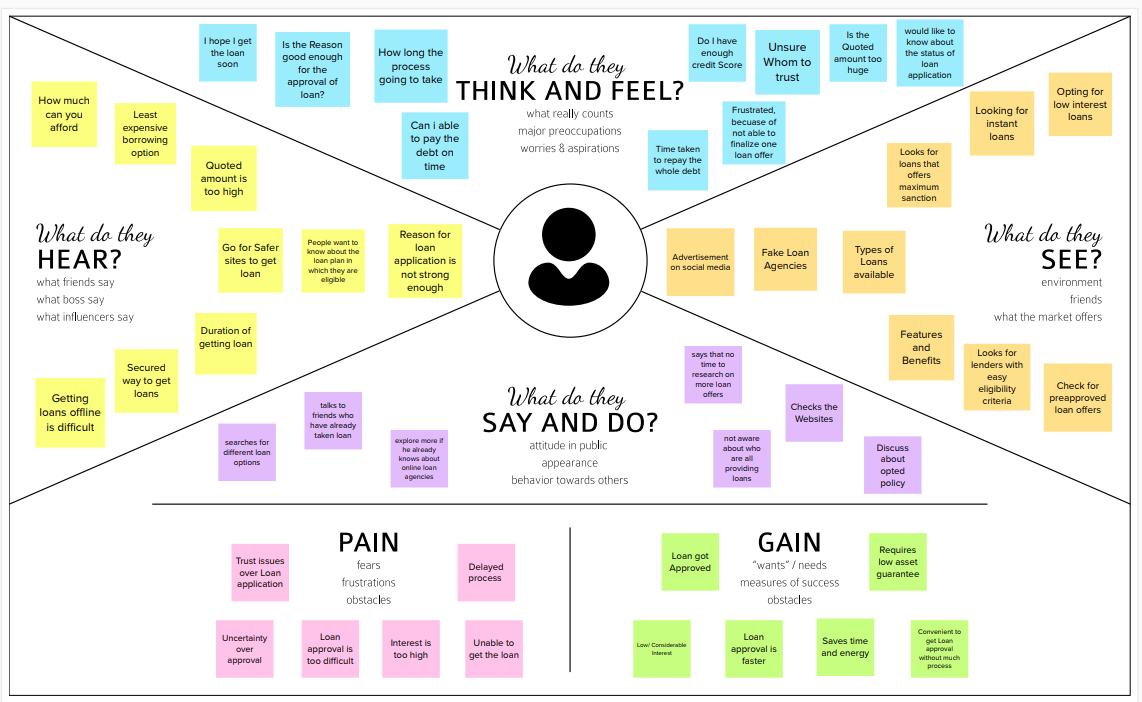 I hope I get
the loan
soon
Is the Reason
good enough
for the
approval of
loan?
How long the
process
going to take
Can i able
to pay the
debt on
time
What do they
THINK AND FEEL?
what really counts
major preoccupations
worries & aspirations
Do I have
enough
credit Score
Unsure
Whom to
trust
Is the
Quoted
amount too
huge
would like to
know about the
status of
loan
application
Time taken
to repay the
whole debt
Frustrated,
becuase of
not able to
finalize one
loan offer
How much
can you
afford
Least
expensive
borrowing
option
Quoted
amount is
too high
What do they
HEAR?
what friends say
what boss say
what influencers say
Go for Safer
sites to get
loan
People want to
know about the
loan plan in
which they are
eligible
Reason for
loan
application is
not strong
enough
Duration of
getting loan
Secured
way to get
loans
Getting
loans offline
is difficult
Opting for
low interest
loans
Looking for
instant
loans
Looks for
loans that
offers
maximum
sanction
Advertisement
on social media
Fake Loan
Agencies
Types of
Loans
available
What do they
SEE?
environment
friends
what the market offers
Features
and
Benefits
Looks for
lenders with
easy
eligibility
criteria
Check for
preapproved
loan offers
What do they
SAY AND DO?
attitude in public
appearance
behavior towards others
searches for
different loan
options
talks to
friends who
have already
taken loan
explore more if
he already
knows about
online loan
agencies
says that no
time to
research on
more loan
offers
Checks the
Websites
not aware
about who
are all
providing
loans
Discuss
about
opted
policy
PAIN
fears
frustrations
obstacles
Trust issues
over Loan
application
Delayed
process
Uncertainty
over
approval
Loan
approval is
too difficult
Interest is
too high
Unable to
get the loan
GAIN
"wants" / needs
measures of success
obstacles
Loan got
Approved
Requires
low asset
guarantee
Low/ Considerable
Interest
Loan
approval is
faster
Saves time
and energy
Convenient to
get Loan
approval
without much
process